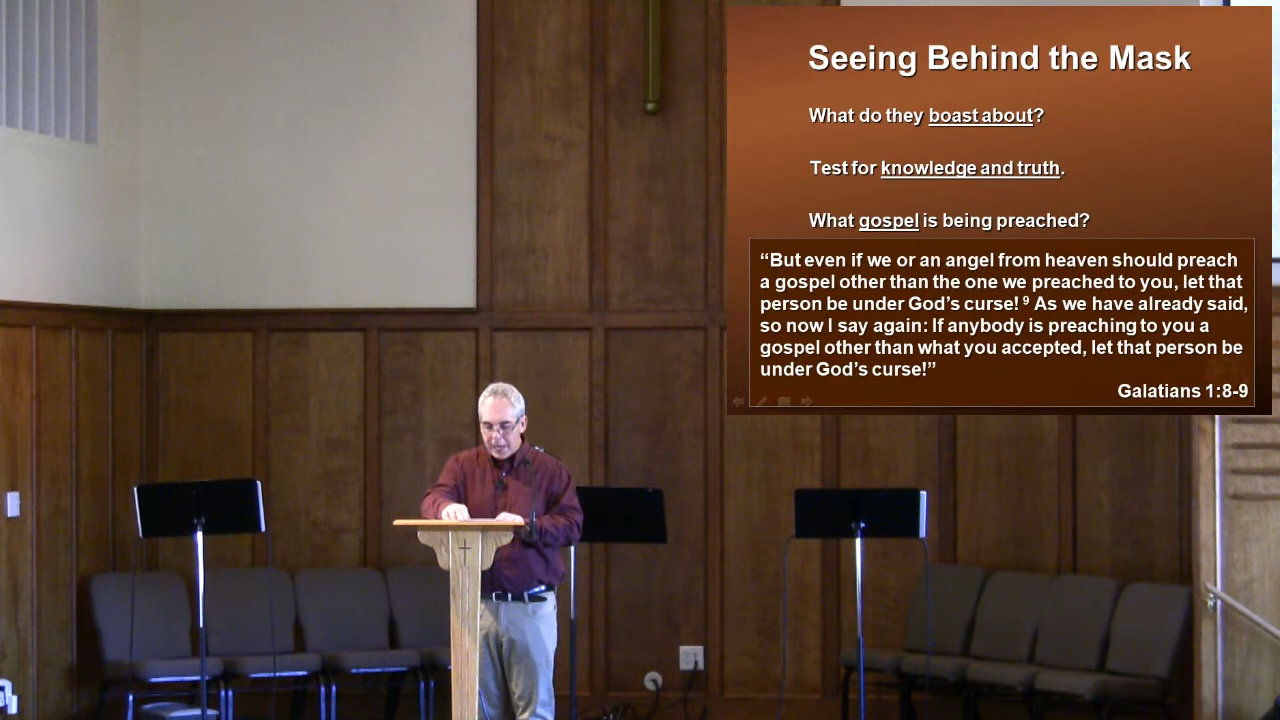 Seeing Behind the Mask
What do they boast about?
Test for knowledge and truth.
What gospel is being preached?
“But even if we or an angel from heaven should preach
a gospel other than the one we preached to you, let that
person be under God’s curse! ⁹ As we have already said,
so now I say again: If anybody is preaching to you a
gospel other than what you accepted, let that person be
under God’s curse!”
Galatians 1:8-9